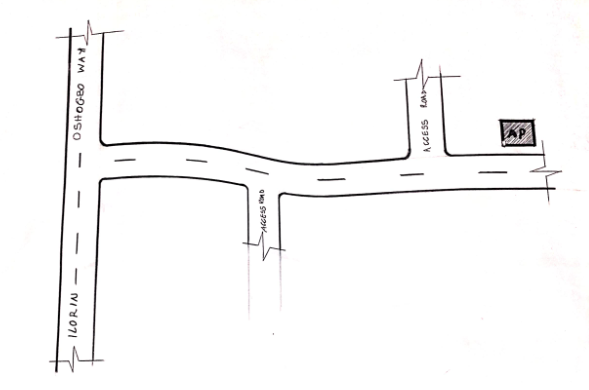 ILORIN — — — OSHOGBO WAY
ACCESS ROAD
ACCESS ROAD
AP